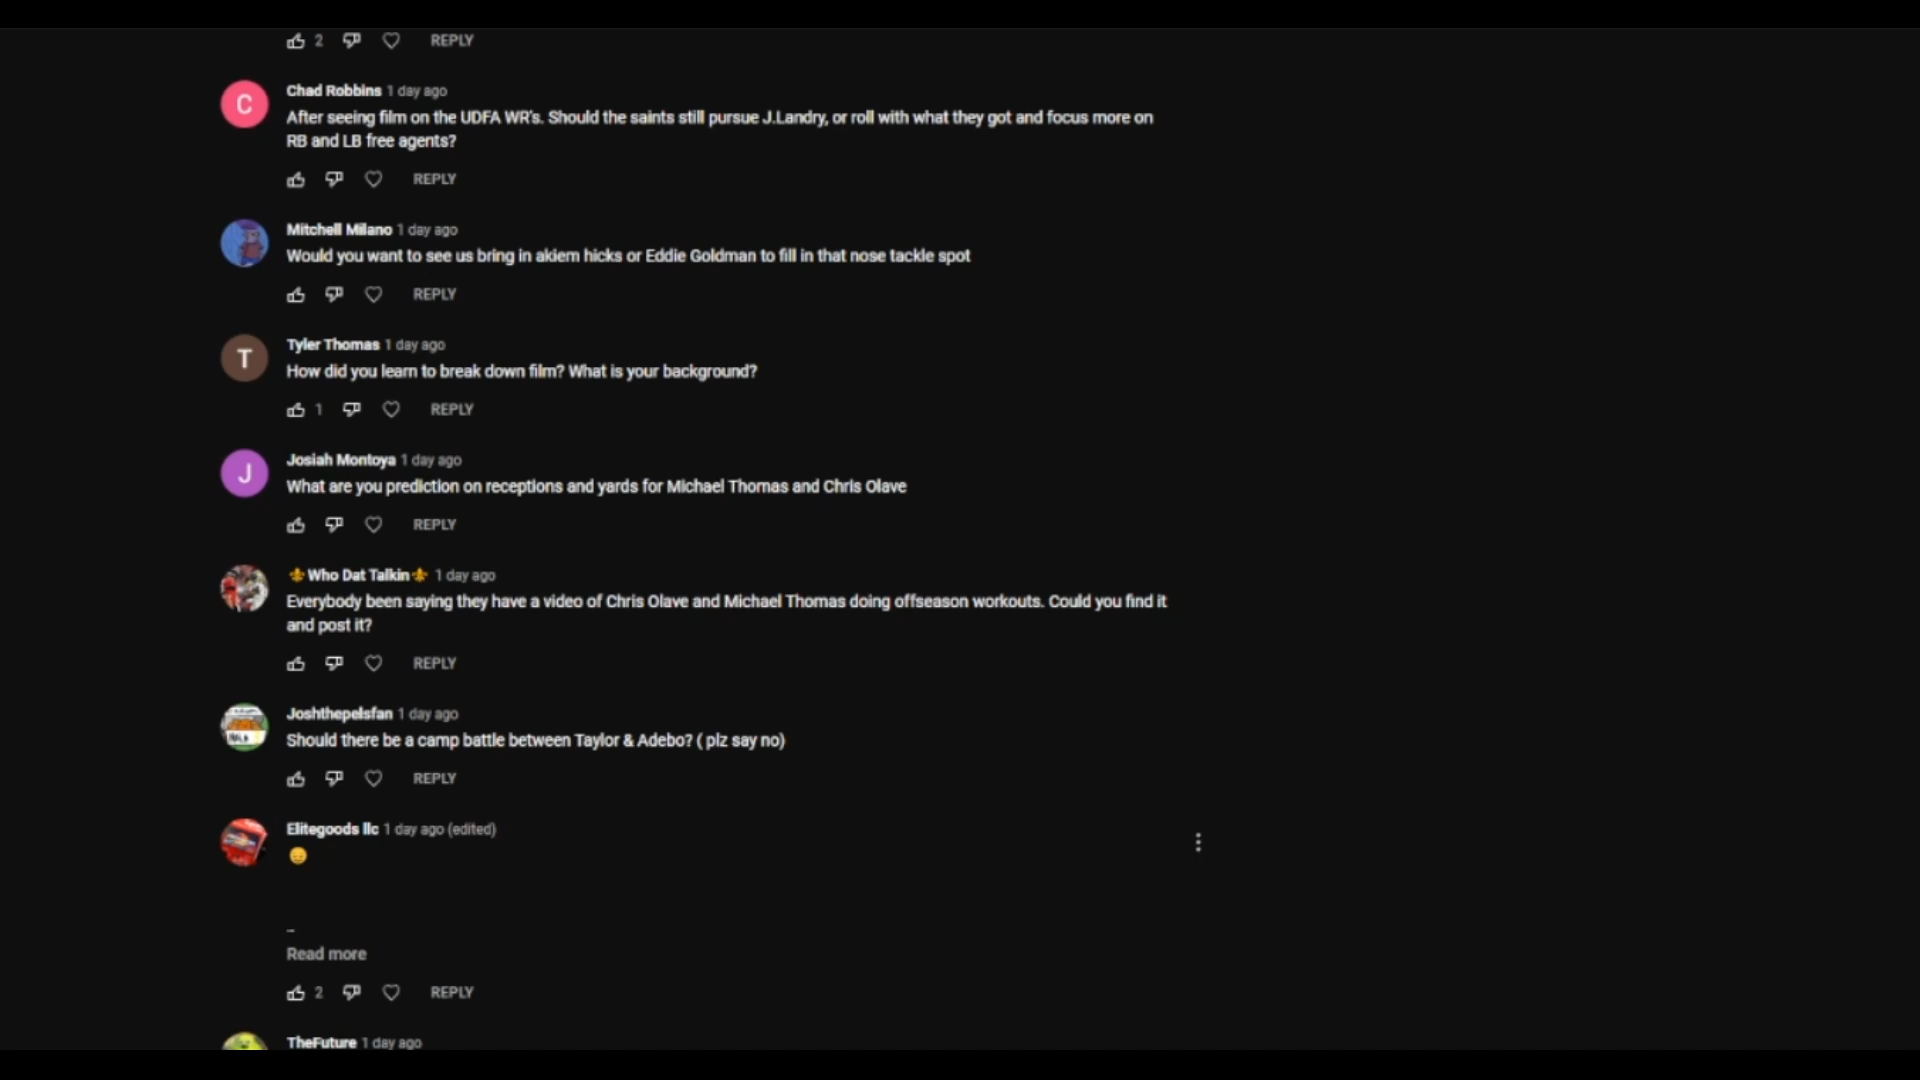 2 REPLY
C Chad Robbins 1 day ago
After seeing film on the UDFA WR's. Should the saints still pursue J.Landry, or roll with what they got and focus more on
RB and LB free agents?
REPLY
Mitchell Milano 1 day ago
Would you want to see us bring in akiem hicks or Eddie Goldman to fill in that nose tackle spot
REPLY
T Tyler Thomas 1 day ago
How did you learn to break down film? What is your background?
1 REPLY
J Josiah Montoya 1 day ago
What are you prediction on receptions and yards for Michael Thomas and Chris Olave
REPLY
⚜Who Dat Talkin⚜ 1 day ago
Everybody been saying they have a video of Chris Olave and Michael Thomas doing offseason workouts. Could you find it
and post it?
REPLY
Joshthepelsfan 1 day ago
Should there be a camp battle between Taylor & Adebo? ( plz say no)
REPLY
Elitegoods llc 1 day ago (edited)
😑
_
Read more
2 REPLY
TheFuture 1 day ago